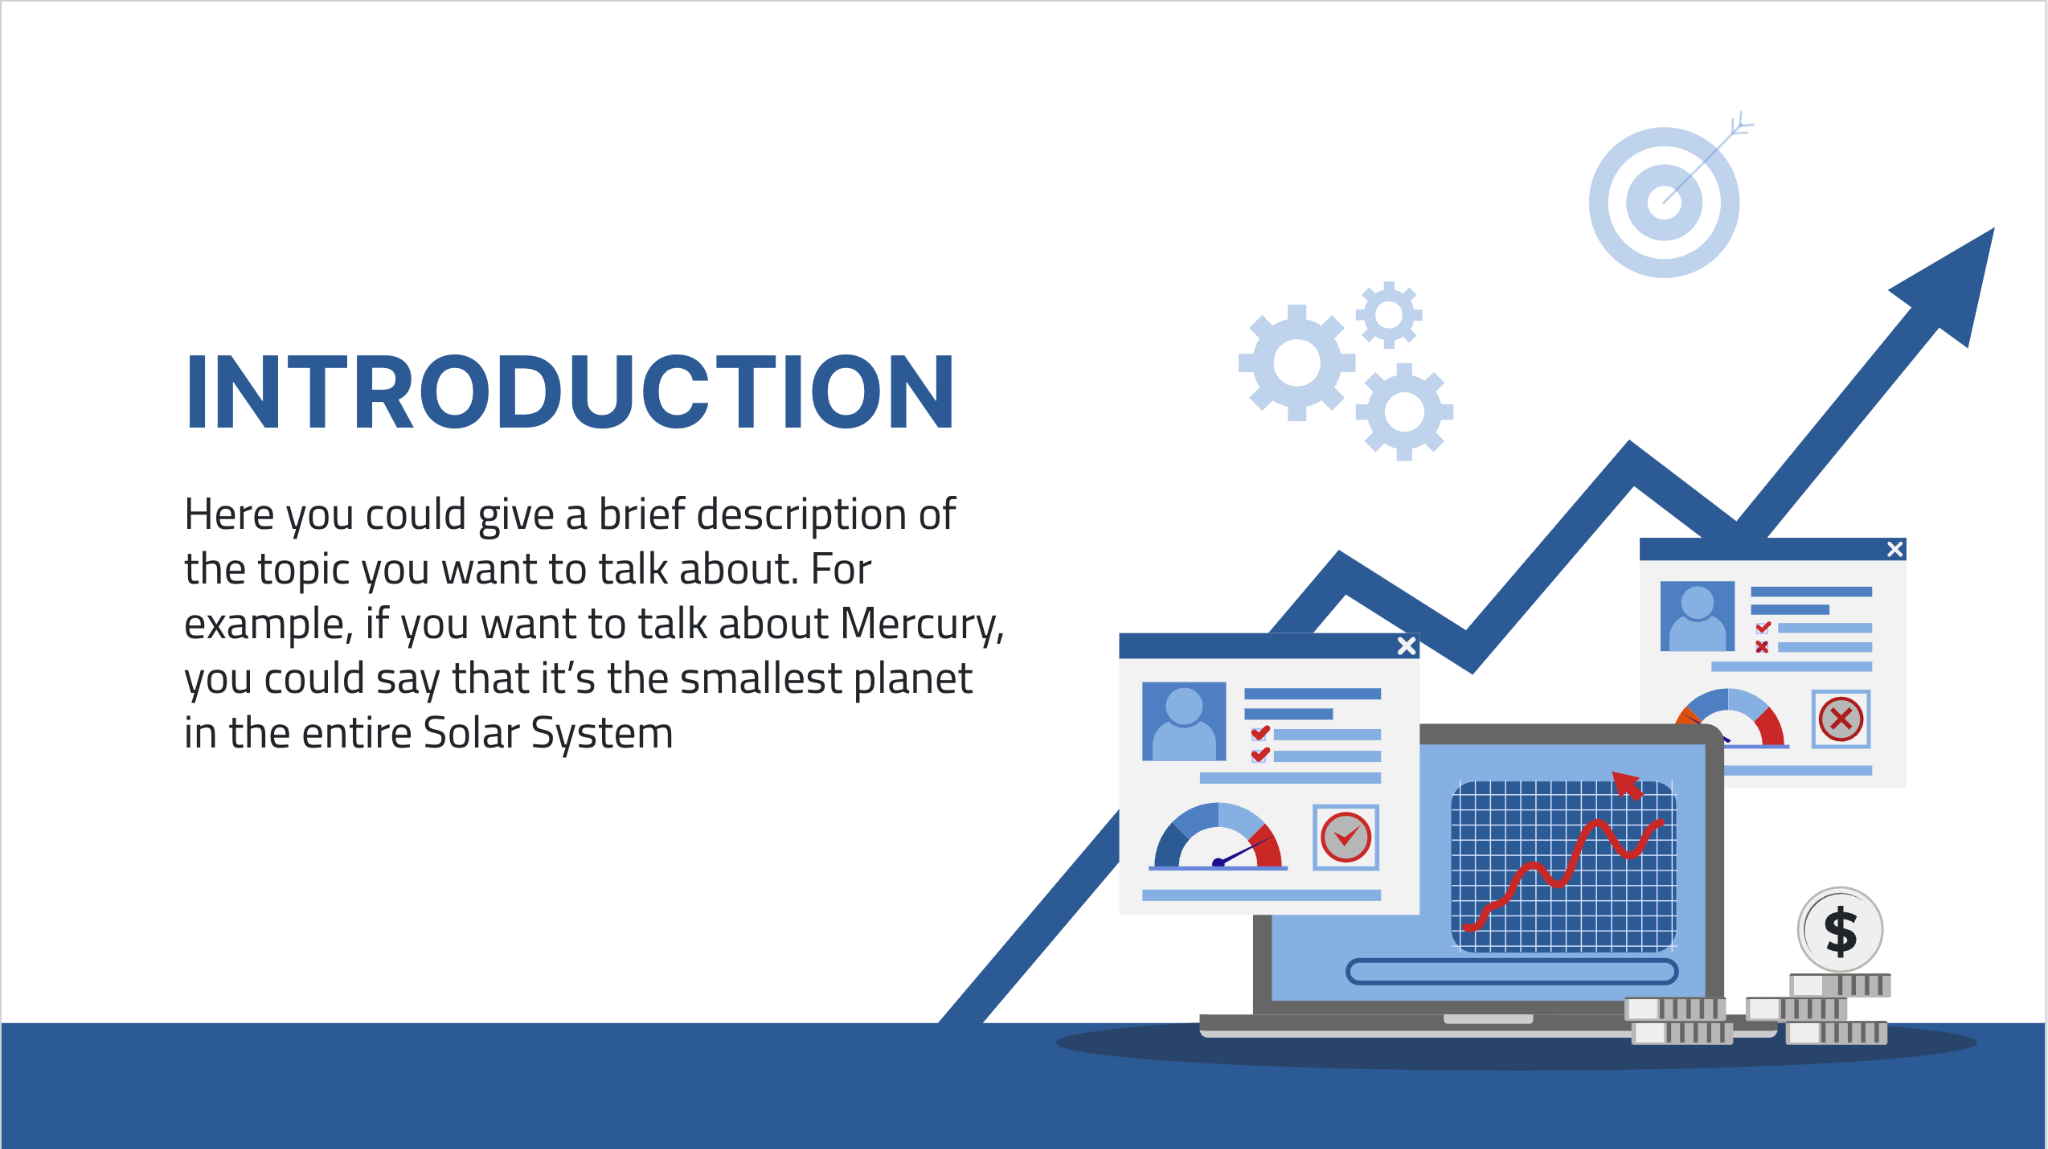 INTRODUCTION
Here you could give a brief description of
the topic you want to talk about. For
example, if you want to talk about Mercury,
you could say that it’s the smallest planet
in the entire Solar System
$